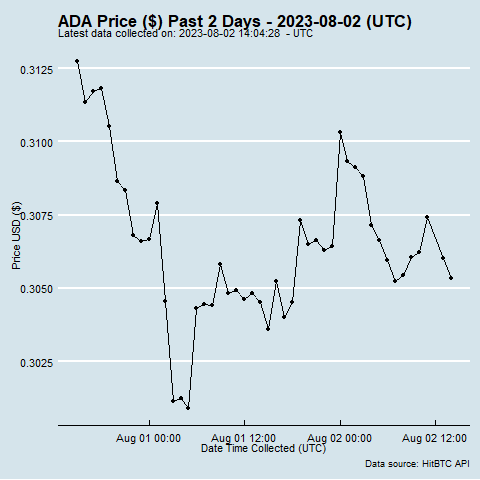 ADA Price ($) Past 2 Days - 2023-08-02 (UTC)
Latest data collected on: 2023-08-02 14:04:28 - UTC
0.3125
0.3100
0.3075
0.3050
0.3025
Price USD ($)
Aug 01 00:00 Aug 01 12:00 Aug 02 00:00 Aug 02 12:00
Date Time Collected (UTC)
Data source: HitBTC API